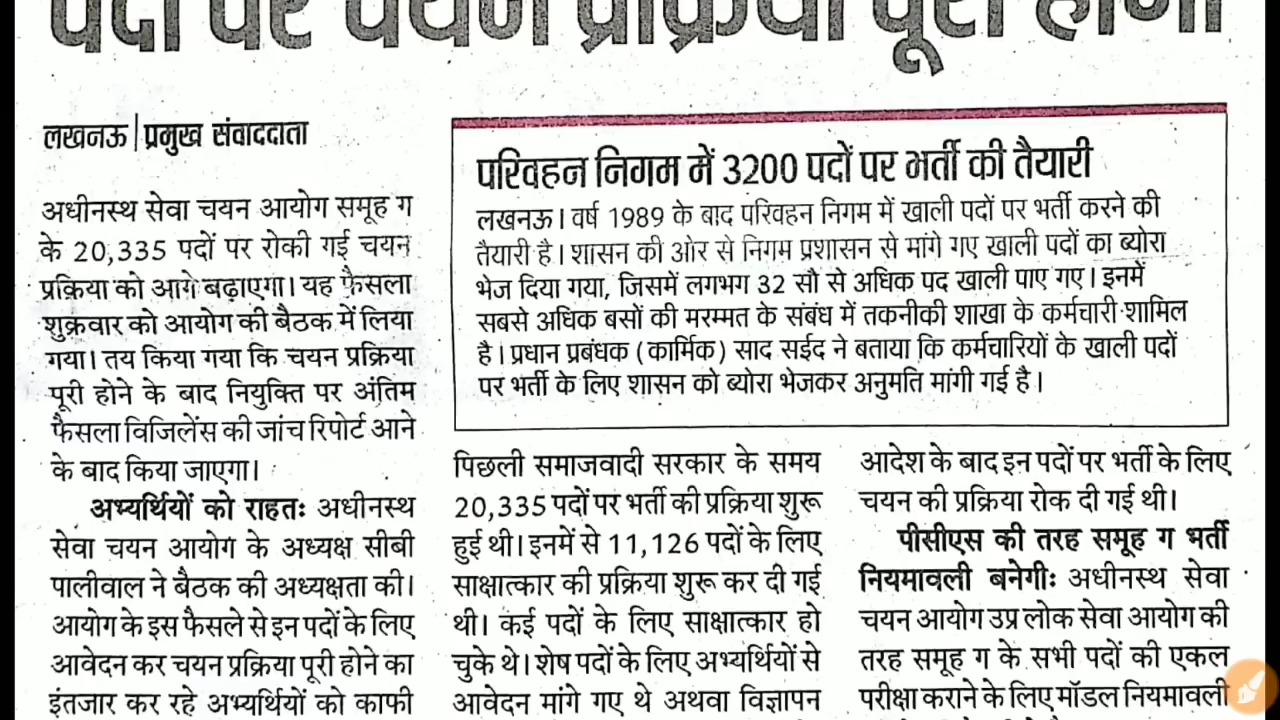 पदों पर चयन प्रक्रिया पूरी होगी
लखनऊ | प्रमुख संवाददाता
अधीनस्थ सेवा चयन आयोग समूह ग
के 20,335 पदों पर रोकी गई चयन
प्रक्रिया को आगे बढ़ाएगा। यह फैसला
शुक्रवार को आयोग की बैठक में लिया
गया। तय किया गया कि चयन प्रक्रिया
पूरी होने के बाद नियुक्ति पर अंतिम
फैसला विजिलेंस की जांच रिपोर्ट आने
के बाद किया जाएगा।
अभ्यर्थियों को राहतः अधीनस्थ
सेवा चयन आयोग के अध्यक्ष सीबी
पालीवाल ने बैठक की अध्यक्षता की।
आयोग के इस फैसले से इन पदों के लिए
आवेदन कर चयन प्रक्रिया पूरी होने का
इंतजार कर रहे अभ्यर्थियों को काफी
परिवहन निगम में 3200 पदों पर भर्ती की तैयारी
लखनऊ। वर्ष 1989 के बाद परिवहन निगम में खाली पदों पर भर्ती करने की
तैयारी है। शासन की ओर से निगम प्रशासन से मांगे गए खाली पदों का ब्योरा
भेज दिया गया, जिसमें लगभग 32 सौ से अधिक पद खाली पाए गए। इनमें
सबसे अधिक बसों की मरम्मत के संबंध में तकनीकी शाखा के कर्मचारी शामिल
है। प्रधान प्रबंधक (कार्मिक) साद सईद ने बताया कि कर्मचारियों के खाली पदों
पर भर्ती के लिए शासन को ब्योरा भेजकर अनुमति मांगी गई है।
पिछली समाजवादी सरकार के समय
20,335 पदों पर भर्ती की प्रक्रिया शुरू
हुई थी। इनमें से 11,126 पदों के लिए
साक्षात्कार की प्रक्रिया शुरू कर दी गई
थी। कई पदों के लिए साक्षात्कार हो
चुके थे। शेष पदों के लिए अभ्यर्थियों से
आवेदन मांगे गए थे अथवा विज्ञापन
आदेश के बाद इन पदों पर भर्ती के लिए
चयन की प्रक्रिया रोक दी गई थी।
पीसीएस की तरह समूह ग भर्ती
नियमावली बनेगीः अधीनस्थ सेवा
चयन आयोग उप्र लोक सेवा आयोग की
तरह समूह ग के सभी पदों की एकल
परीक्षा कराने के लिए मॉडल नियमावली